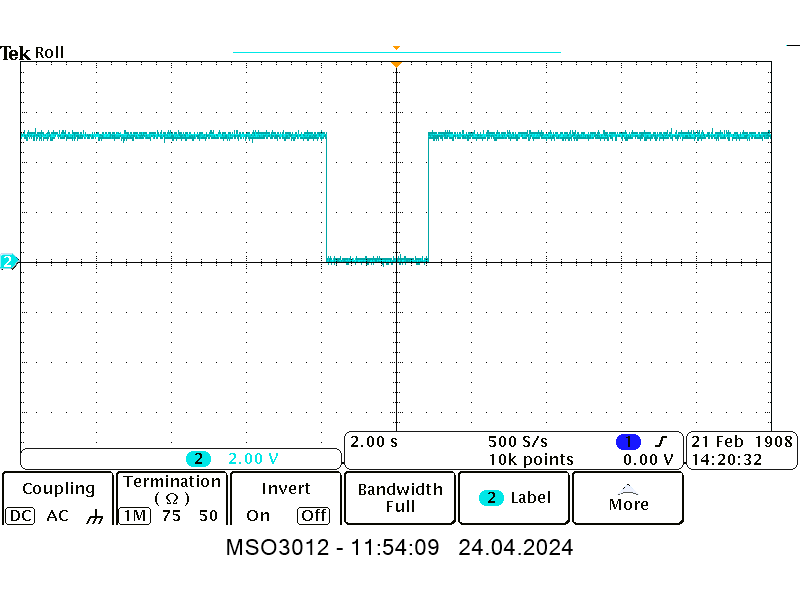 Tek Roll
2
2 2.00 V
2.00 s 500 S/s 1 0.00 V
10k points
21 Feb 1908
14:20:32
Coupling
DC AC
Termination
(Ω)
1M 75 50
Invert
On Off
Bandwidth
Full
2 Label
More
MSO3012 - 11:54:09 24.04.2024